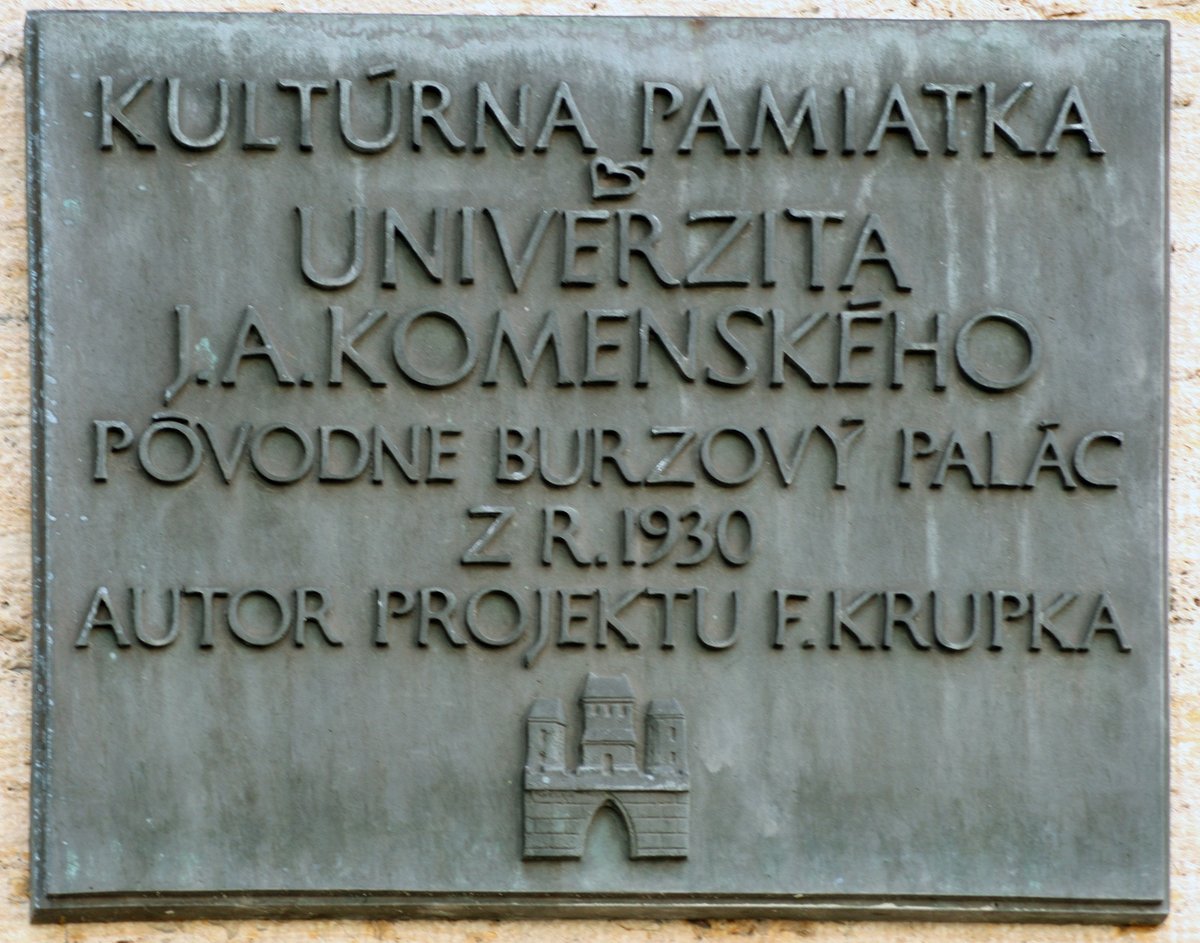 KULTÚRNA PAMIATKA
UNIVERZITA
J.A.KOMENSKÉHO
PÔVODNE BURZOVÝ PALÁC
Z R.1930
AUTOR PROJEKTU F.KRUPKA